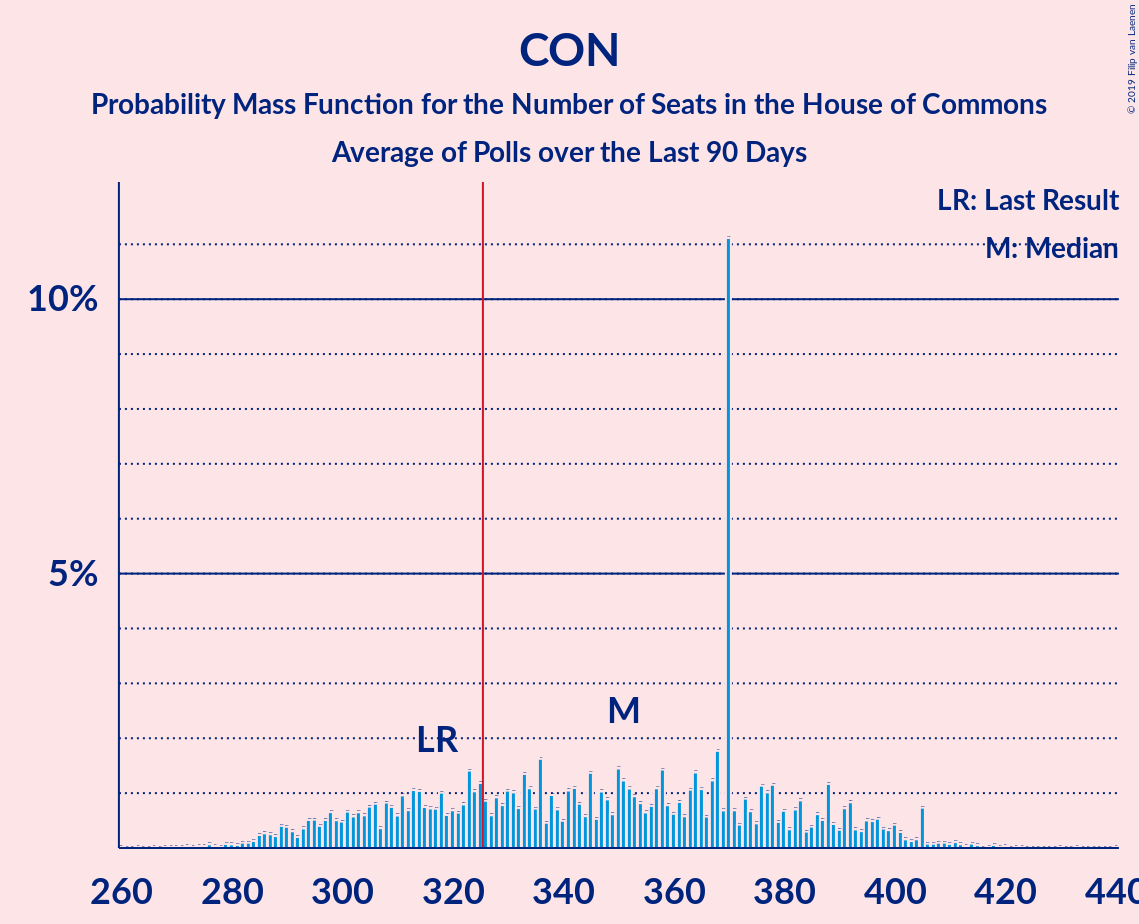 CON
Probability Mass Function for the Number of Seats in the House of Commons
Average of Polls over the Last 90 Days
© 2019 Filip van Laenen
LR: Last Result
M: Median
10%
5%
M
LR
260 280 300 320 340 360 380 400 420 440